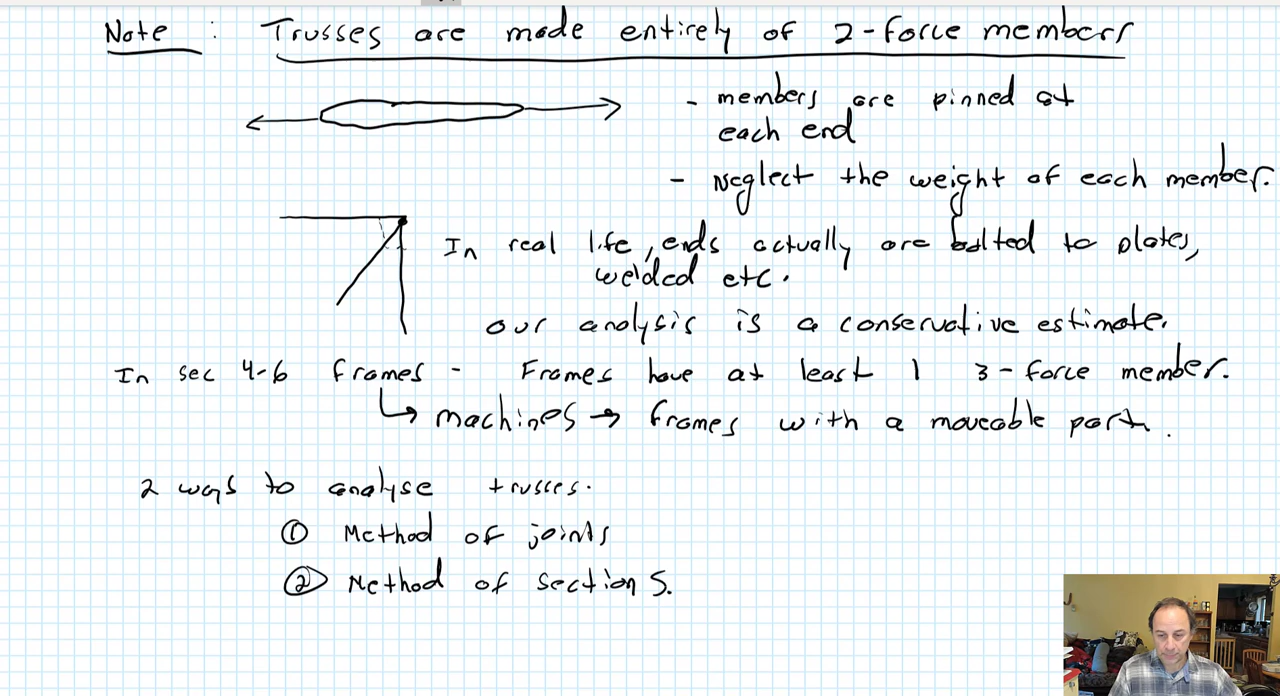 Note : Trusses are made entirely of 2-force members
- members are pinned at
each end
- Neglect the weight of each member.
In real life, ends actually are bolted to plates,
welded etc.
our analysis is a conservative estimate.
In sec 4-6 frames - Frames have at least 1 3-force member.
↳ machines → frames with a moveable part.
2 ways to analyse trusses.
① Method of joints
② Method of sections.